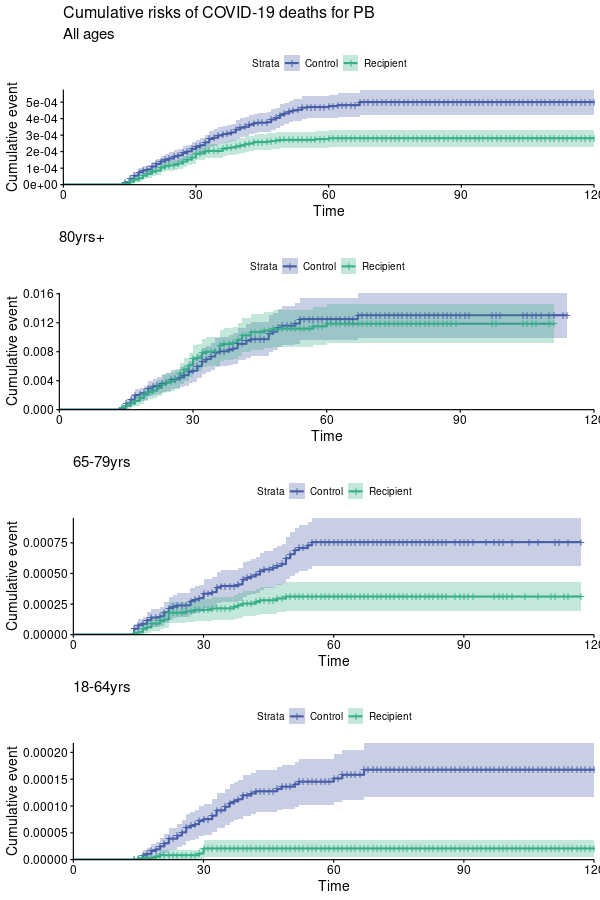 Cumulative risks of COVID-19 deaths for PB
All ages
Strata Control Recipient
Cumulative event
5e-04
4e-04
3e-04
2e-04
1e-04
0e+00
0 30 60 90 120
Time
80yrs+
Strata Control Recipient
Cumulative event
0.016
0.012
0.008
0.004
0.000
0 30 60 90 120
Time
65-79yrs
Strata Control Recipient
Cumulative event
0.00075
0.00050
0.00025
0.00000
0 30 60 90 120
Time
18-64yrs
Strata Control Recipient
Cumulative event
0.00020
0.00015
0.00010
0.00005
0.00000
0 30 60 90 120
Time